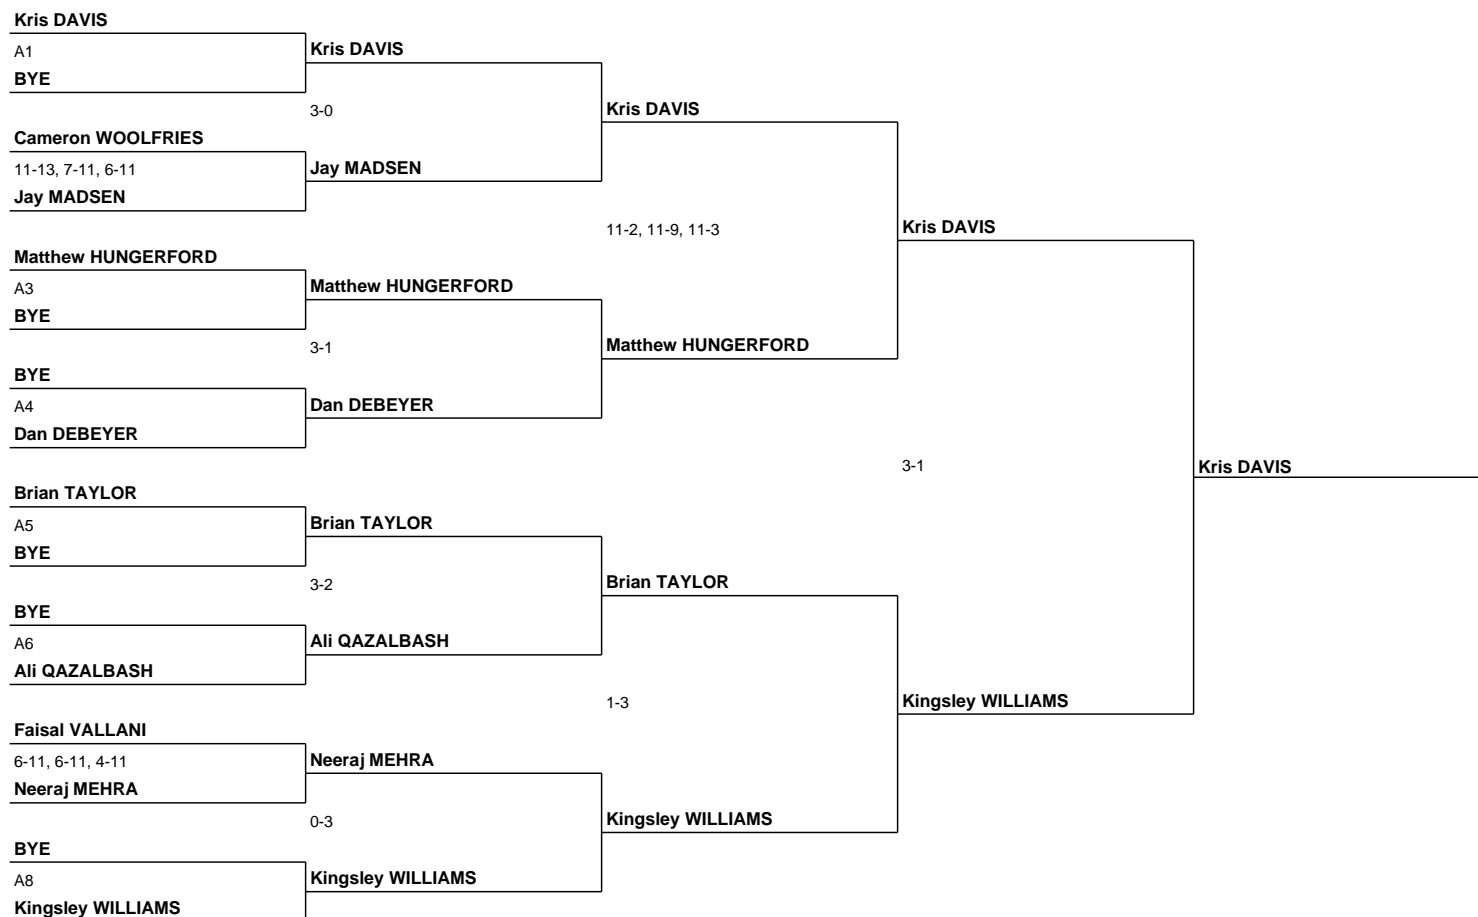 Kris DAVIS
A1
BYE
Kris DAVIS
3-0
Kris DAVIS
Cameron WOOLFRIES
11-13, 7-11, 6-11
Jay MADSEN
Jay MADSEN
11-2, 11-9, 11-3
Kris DAVIS
Matthew HUNGERFORD
A3
BYE
Matthew HUNGERFORD
3-1
Matthew HUNGERFORD
BYE
A4
Dan DEBEYER
Dan DEBEYER
3-1
Kris DAVIS
Brian TAYLOR
A5
BYE
Brian TAYLOR
3-2
Brian TAYLOR
BYE
A6
Ali QAZALBASH
Ali QAZALBASH
1-3
Kingsley WILLIAMS
Faisal VALLANI
6-11, 6-11, 4-11
Neeraj MEHRA
Neeraj MEHRA
0-3
Kingsley WILLIAMS
BYE
A8
Kingsley WILLIAMS
Kingsley WILLIAMS